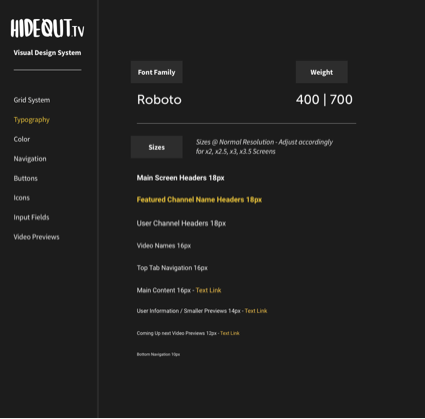 HIDEOUT.TV
Visual Design System
Grid System
Typography
Color
Navigation
Buttons
Icons
Input Fields
Video Previews
Font Family
Weight
Roboto
400 | 700
Sizes
Sizes @ Normal Resolution - Adjust accordingly
for x2, x2.5, x3, x3.5 Screens
Main Screen Headers 18px
Featured Channel Name Headers 18px
User Channel Headers 18px
Video Names 16px
Top Tab Navigation 16px
Main Content 16px - Text Link
User Information / Smaller Previews 14px - Text Link
Coming Up next Video Previews 12px - Text Link
Bottom Navigation 10px